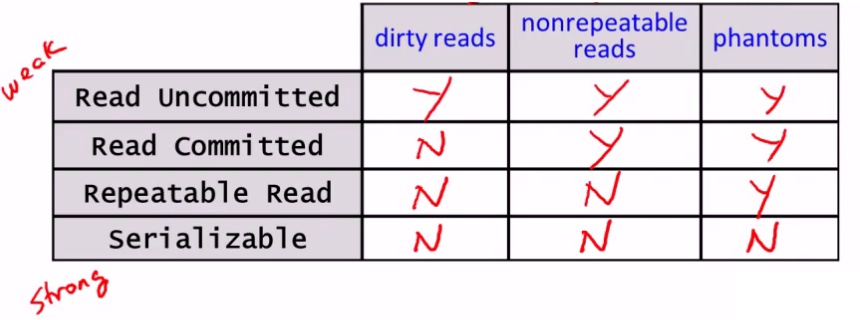 dirty reads nonrepeatable reads phantoms
weak
Read Uncommitted Y Y Y
Read Committed N Y Y
Repeatable Read N N Y
Serializable N N N
Strong